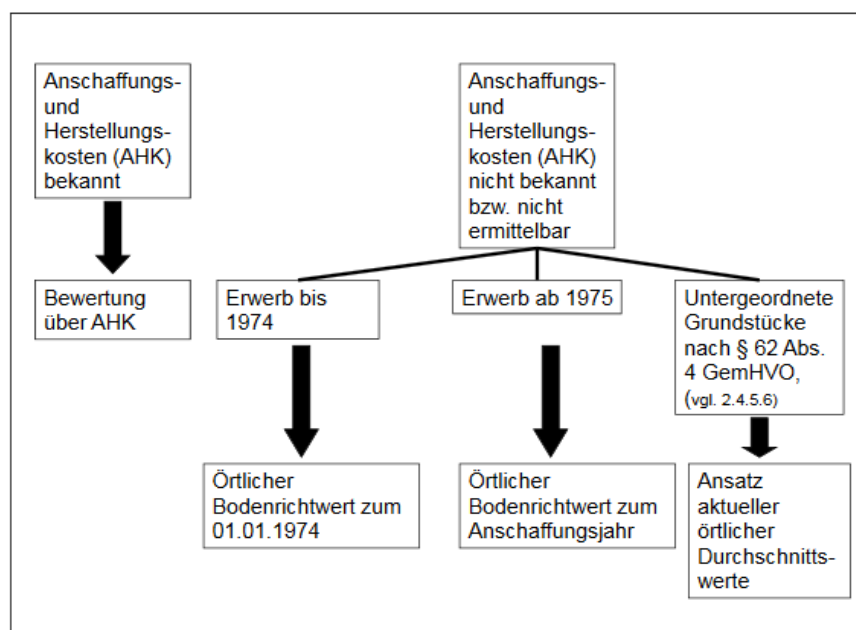 Anschaffungs-
und
Herstellungs-
kosten (AHK)
bekannt
Anschaffungs-
und
Herstellungs-
kosten (AHK)
nicht bekannt
bzw. nicht
ermittelbar
Bewertung
über AHK
Erwerb bis
1974
Erwerb ab 1975
Untergeordnete
Grundstücke
nach § 62 Abs.
4 GemHVO,
(vgl. 2.4.5.6)
Örtlicher
Bodenrichtwert zum
01.01.1974
Örtlicher
Bodenrichtwert zum
Anschaffungsjahr
Ansatz
aktueller
örtlicher
Durchschnitts-
werte